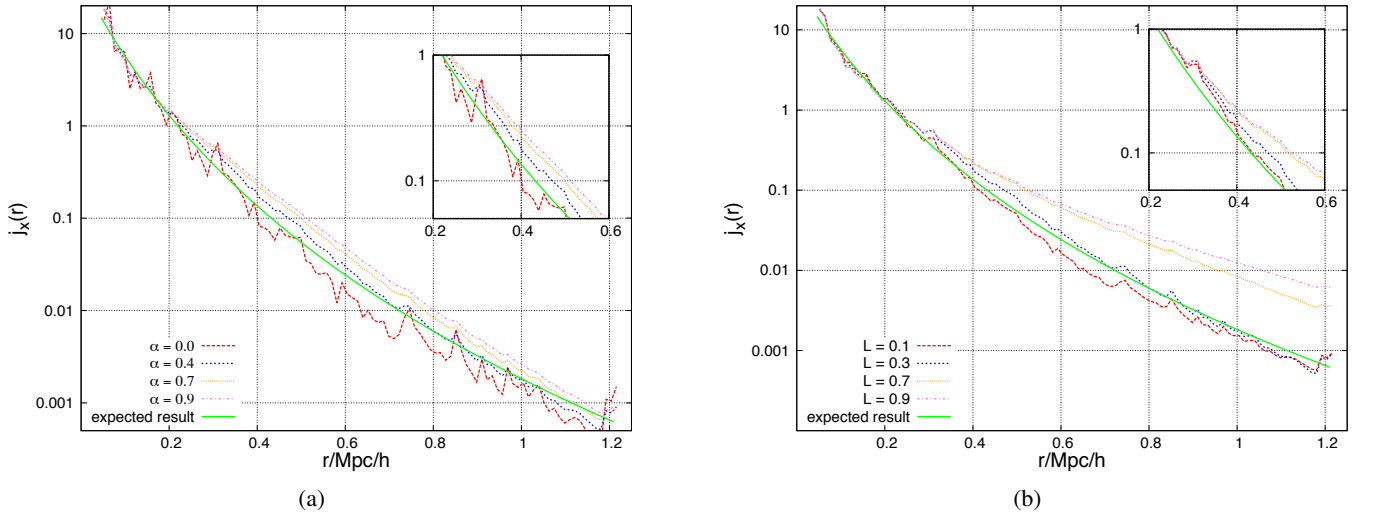 10
1
0.1
0.01
0.001
j_x(r)
0.2
0.4
0.6
0.8
1
1.2
r/Mpc/h
α = 0.0
α = 0.4
α = 0.7
α = 0.9
expected result
1
0.1
0.2
0.4
0.6
(a)
10
1
0.1
0.01
0.001
j_x(r)
0.2
0.4
0.6
0.8
1
1.2
r/Mpc/h
L = 0.1
L = 0.3
L = 0.7
L = 0.9
expected result
1
0.1
0.2
0.4
0.6
(b)